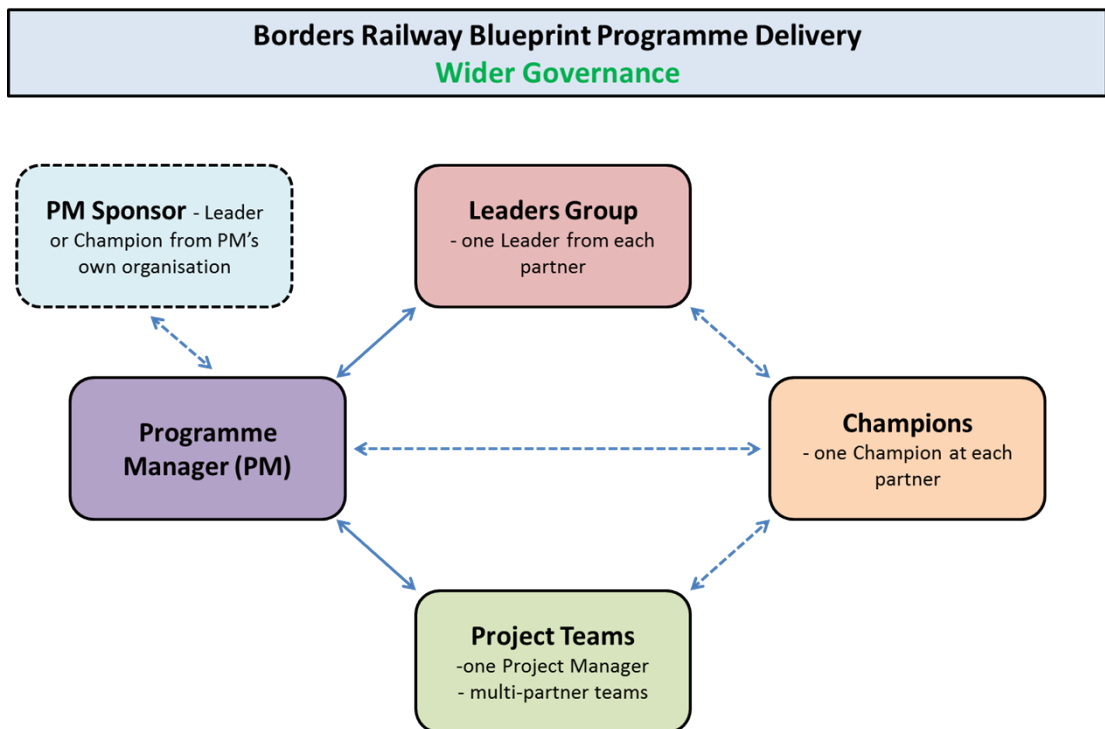 Borders Railway Blueprint Programme Delivery
Wider Governance
PM Sponsor - Leader
or Champion from PM's
own organisation
Leaders Group
- one Leader from each
partner
Programme
Manager (PM)
Champions
- one Champion at each
partner
Project Teams
-one Project Manager
- multi-partner teams